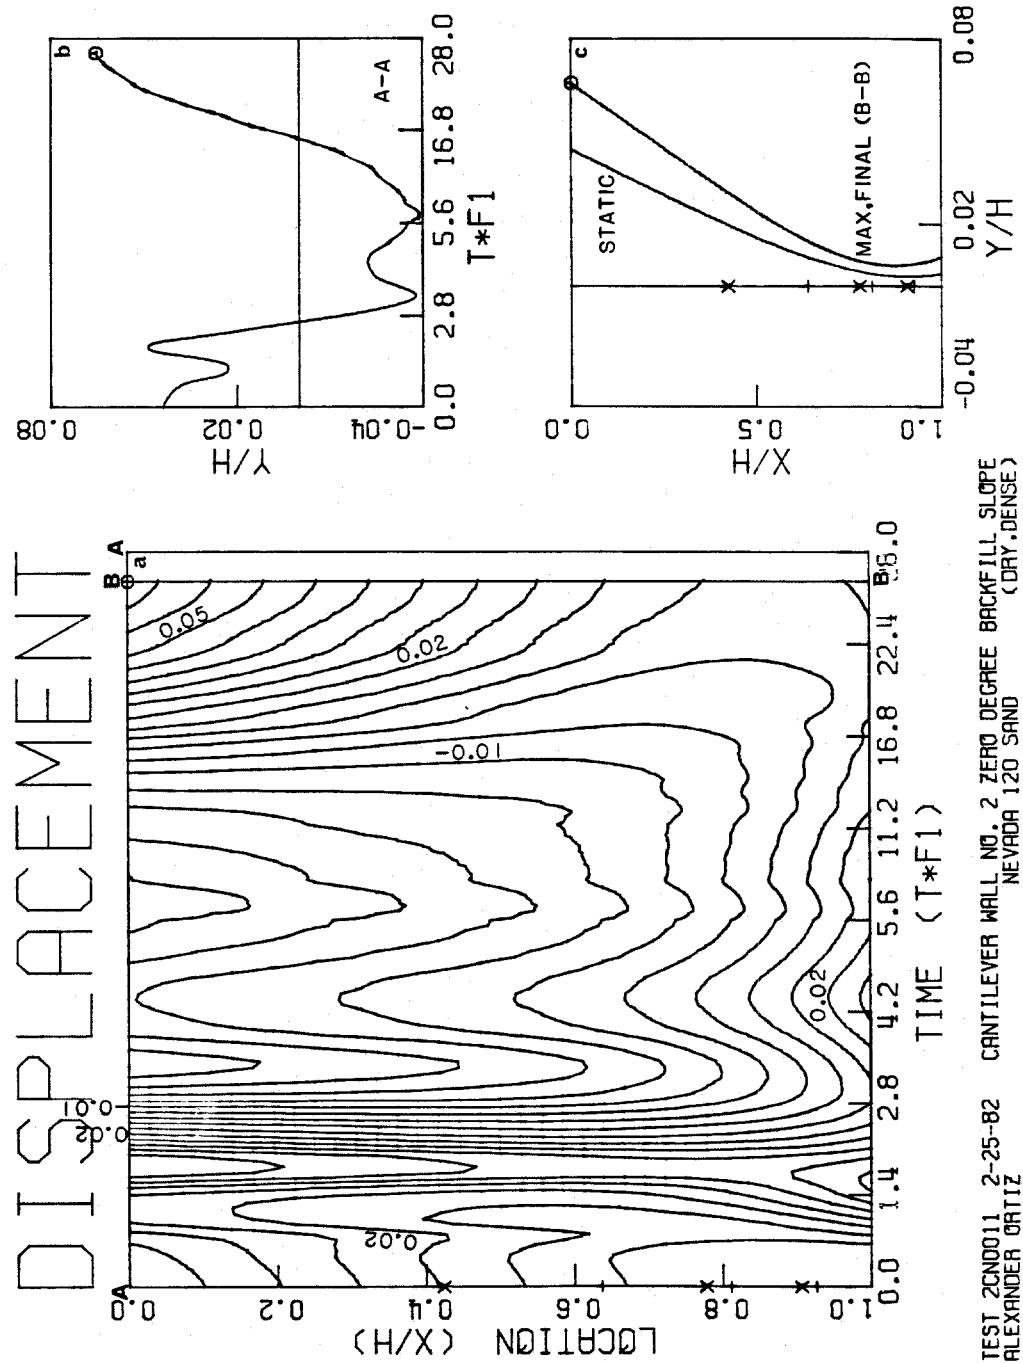 DISPLACEMENT
A
B
A
a
B
0.05
0.02
-0.01
0.02
0.02
0.01
0.02
0.0
0.2
0.4
0.6
0.8
1.0
LOCATION (X/H)
0.0
1.4
2.8
4.2
5.6
11.2
16.8
22.4
TIME (T*F1)
b
A-A
0.08
0.02
-0.04
Y/H
0.0
2.8
5.6
16.8
28.0
T*F1
c
STATIC
MAX,FINAL (B-B)
0.0
0.5
1.0
X/H
-0.04
0.02
0.08
Y/H
TEST 2CN0011 2-25-82 CANTILEVER WALL NO. 2 ZERO DEGREE BACKFILL SLOPE
ALEXANDER ORTIZ NEVADA 120 SAND (DRY,DENSE)